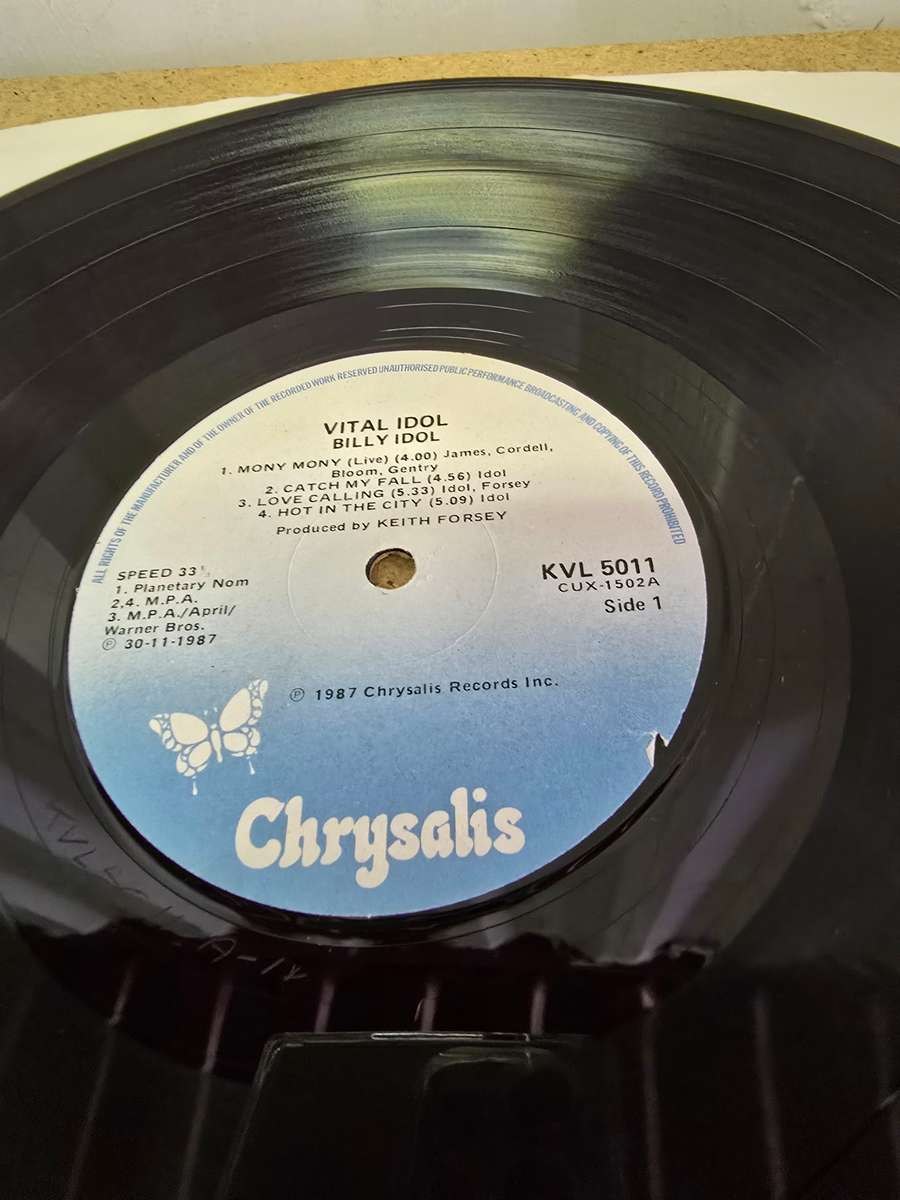 ALL RIGHTS OF THE MANUFACTURER AND OF THE OWNER OF THE RECORDED WORK RESERVED UNAUTHORISED PUBLIC PERFORMANCE BROADCASTING AND COPYING OF THIS RECORD PROHIBITED
VITAL IDOL
BILLY IDOL
1. MONY MONY (Live) (4.00) James, Cordell,
Bloom, Gentry
2. CATCH MY FALL (4.56) Idol
3. LOVE CALLING (5.33) Idol, Forsey
4. HOT IN THE CITY (5.09) Idol
Produced by KEITH FORSEY
SPEED 33⅓
1. Planetary Nom
2,4. M.P.A.
3. M.P.A./April/
Warner Bros.
℗ 30-11-1987
KVL 5011
CUX-1502A
Side 1
℗ 1987 Chrysalis Records Inc.
Chrysalis